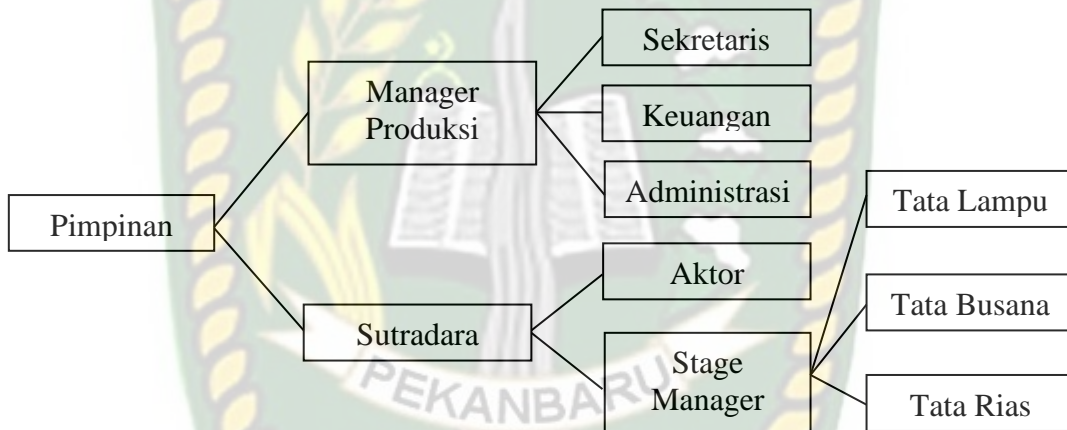 Sekretaris
Manager
Produksi
Keuangan
Administrasi
Tata Lampu
Pimpinan
Aktor
Tata Busana
Sutradara
Stage
Manager
Tata Rias
PEKANBARU